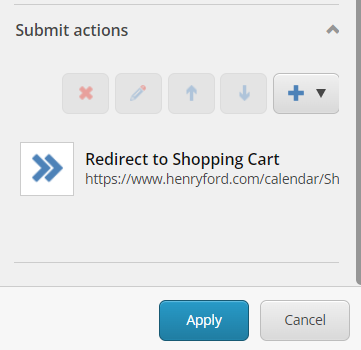 Submit actions
Redirect to Shopping Cart
https://www.henryford.com/calendar/Sh
Apply
Cancel